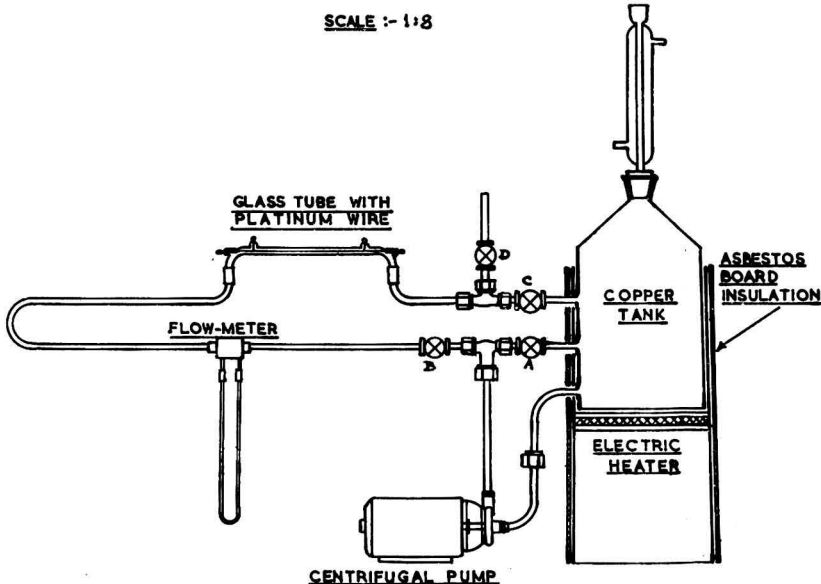 SCALE :- 1:8
GLASS TUBE WITH
PLATINUM WIRE
D
C
ASBESTOS
BOARD
INSULATION
COPPER
TANK
FLOW-METER
B
A
ELECTRIC
HEATER
CENTRIFUGAL PUMP